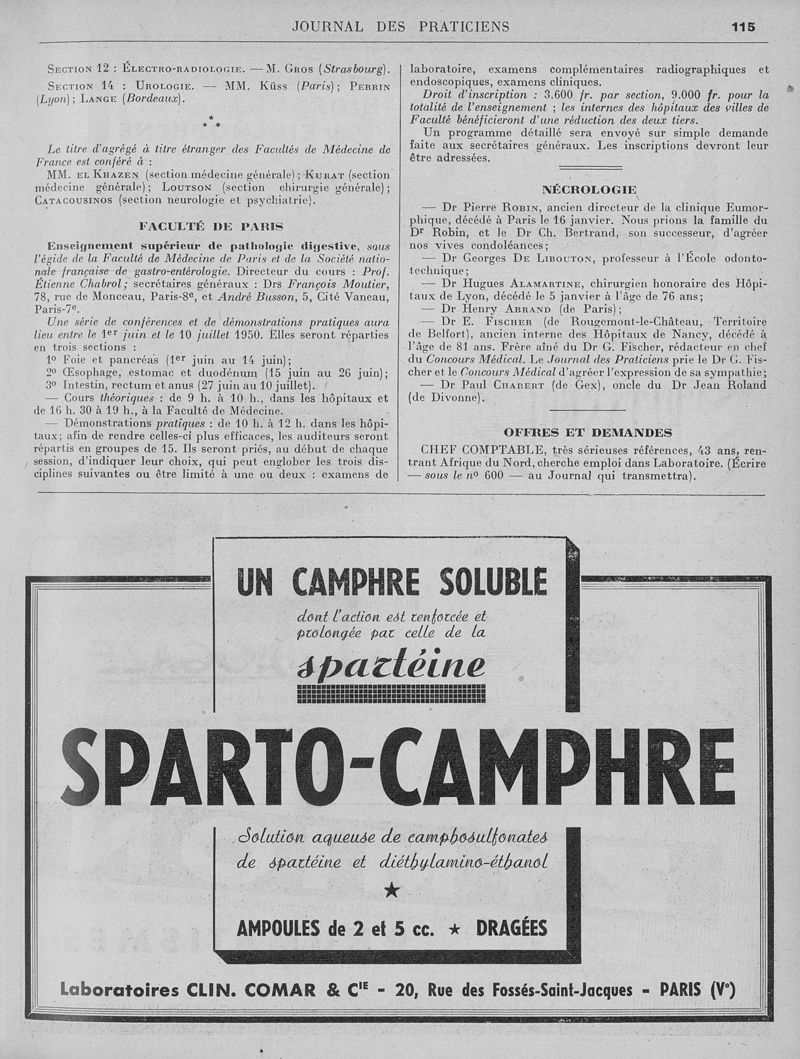 JOURNAL DES PRATICIENS 115
SECTION 12 : ÉLECTRO-RADIOLOGIE. — M. GROS (Strasbourg).
SECTION 14 : UROLOGIE. — MM. KÜSS (Paris) ; PERRIN
(Lyon) ; LANGE (Bordeaux).
* * *
Le titre d'agrégé à titre étranger des Facultés de Médecine de
France est conféré à :
MM. EL KHAZEN (section médecine générale) ; KURAT (section
médecine générale) ; LOUTSON (section chirurgie générale) ;
CATACOUSINOS (section neurologie et psychiatrie).
FACULTÉ DE PARIS
Enseignement supérieur de pathologie digestive, sous
l'égide de la Faculté de Médecine de Paris et de la Société natio-
nale française de gastro-entérologie. Directeur du cours : Prof.
Étienne Chabrol ; secrétaires généraux : Drs François Moutier,
78, rue de Monceau, Paris-8e, et André Busson, 5, Cité Vaneau,
Paris-7e.
Une série de conférences et de démonstrations pratiques aura
lieu entre le 1er juin et le 10 juillet 1950. Elles seront réparties
en trois sections :
1º Foie et pancréas (1er juin au 14 juin) ;
2º Œsophage, estomac et duodénum (15 juin au 26 juin) ;
3º Intestin, rectum et anus (27 juin au 10 juillet).
— Cours théoriques : de 9 h. à 10 h., dans les hôpitaux et
de 16 h. 30 à 19 h., à la Faculté de Médecine.
— Démonstrations pratiques : de 10 h. à 12 h. dans les hôpi-
taux ; afin de rendre celles-ci plus efficaces, les auditeurs seront
répartis en groupes de 15. Ils seront priés, au début de chaque
session, d'indiquer leur choix, qui peut englober les trois dis-
ciplines suivantes ou être limité à une ou deux : examens de
laboratoire, examens complémentaires radiographiques et
endoscopiques, examens cliniques.
Droit d'inscription : 3.600 fr. par section, 9.000 fr. pour la
totalité de l'enseignement ; les internes des hôpitaux des villes de
Faculté bénéficieront d'une réduction des deux tiers.
Un programme détaillé sera envoyé sur simple demande
faite aux secrétaires généraux. Les inscriptions devront leur
être adressées.
NÉCROLOGIE
— Dr Pierre ROBIN, ancien directeur de la clinique Eumor-
phique, décédé à Paris le 16 janvier. Nous prions la famille du
Dr Robin, et le Dr Ch. Bertrand, son successeur, d'agréer
nos vives condoléances ;
— Dr Georges DE LIBOUTON, professeur à l'École odonto-
technique ;
— Dr Hugues ALAMARTINE, chirurgien honoraire des Hôpi-
taux de Lyon, décédé le 5 janvier à l'âge de 76 ans ;
— Dr Henry ABRAND (de Paris) ;
— Dr E. FISCHER (de Rougemont-le-Château, Territoire
de Belfort), ancien interne des Hôpitaux de Nancy, décédé à
l'âge de 81 ans. Frère aîné du Dr G. Fischer, rédacteur en chef
du Concours Médical. Le Journal des Praticiens prie le Dr G. Fis-
cher et le Concours Médical d'agréer l'expression de sa sympathie ;
— Dr Paul CHABERT (de Gex), oncle du Dr Jean Roland
(de Divonne).
OFFRES ET DEMANDES
CHEF COMPTABLE, très sérieuses références, 43 ans, ren-
trant Afrique du Nord, cherche emploi dans Laboratoire. (Écrire
— sous le nº 600 — au Journal qui transmettra).
UN CAMPHRE SOLUBLE
dont l'action est renforcée et
prolongée par celle de la
spartéine
SPARTO-CAMPHRE
Solution aqueuse de camphosulfonates
de spartéine et diéthylamino-éthanol
★
AMPOULES de 2 et 5 cc. ★ DRAGÉES
Laboratoires CLIN. COMAR & CIE - 20, Rue des Fossés-Saint-Jacques - PARIS (Ve)